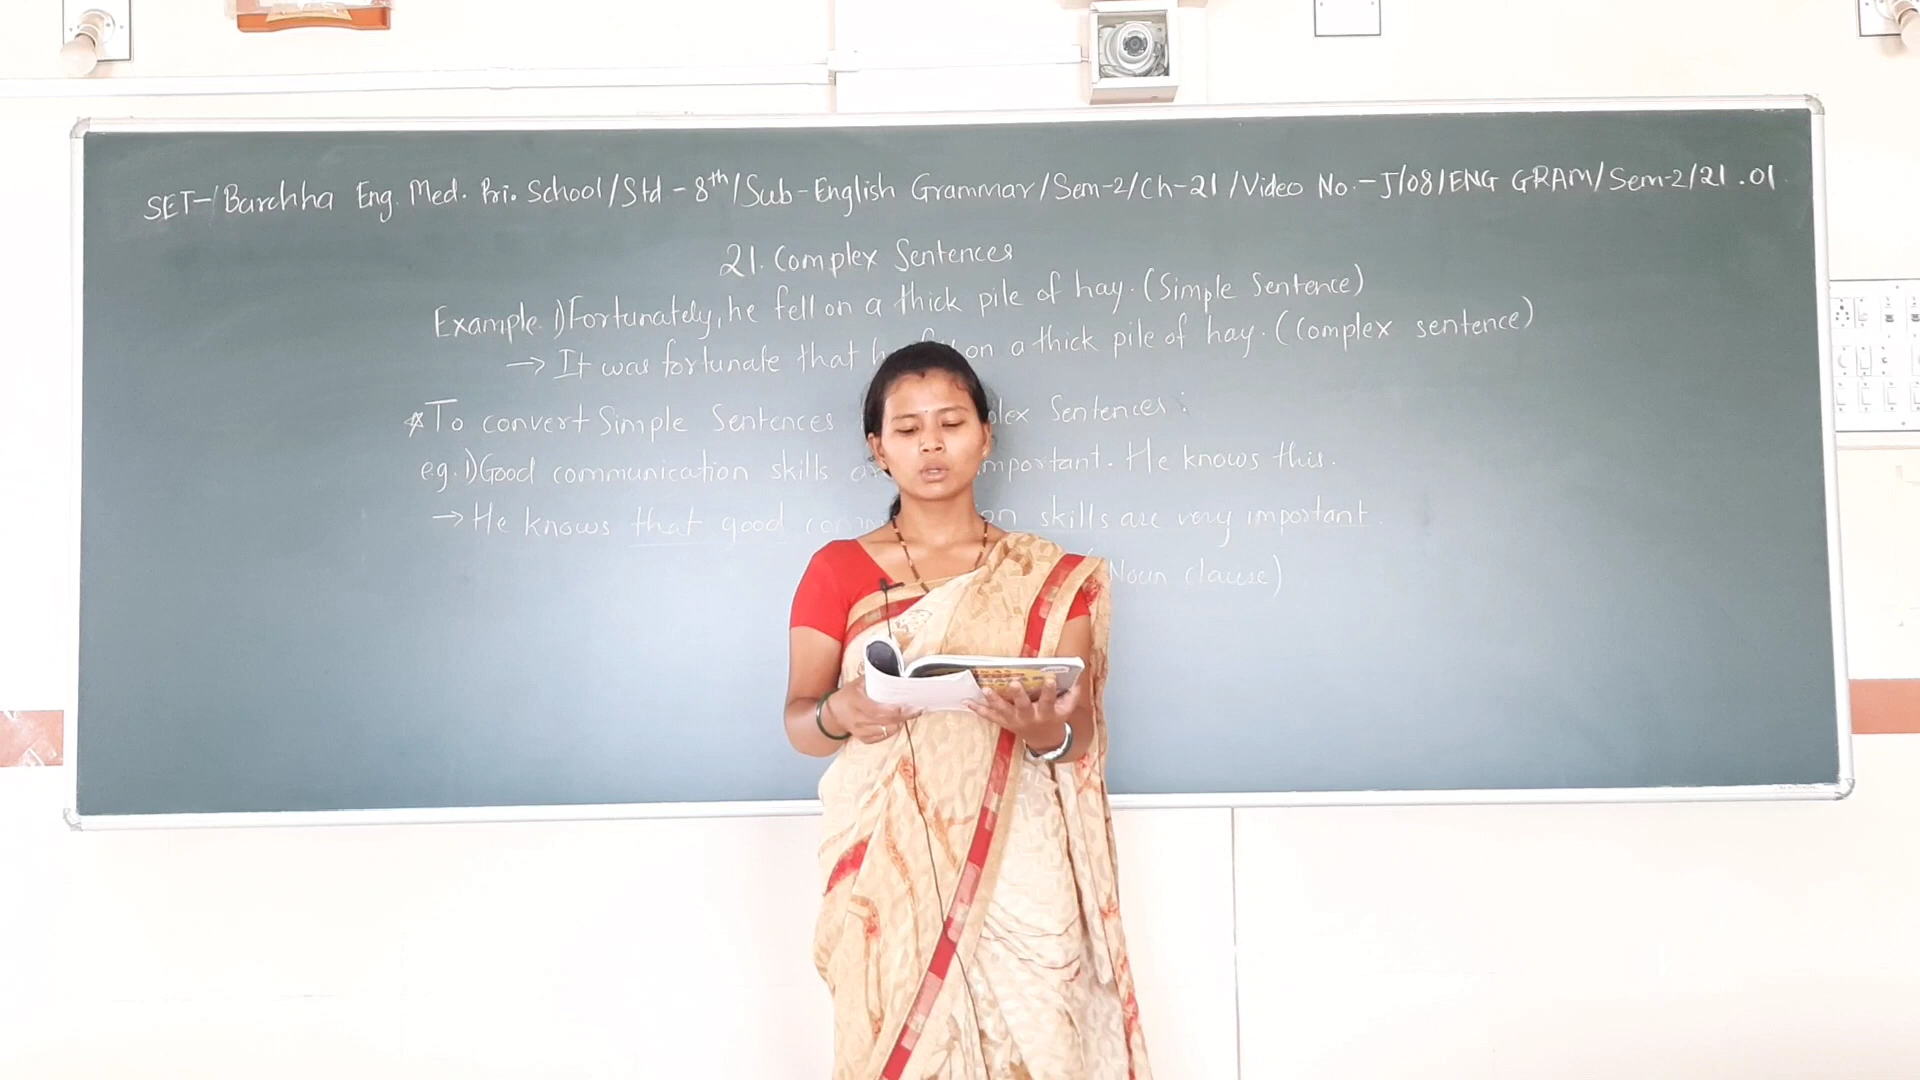 SET-/Barchha Eng. Med. Pri. School/Std - 8th/Sub-English Grammar/Sem-2/Ch-21/Video No.-J/08/ENG GRAM/Sem-2/21.01
21. Complex Sentences
Example. 1) Fortunately, he fell on a thick pile of hay. (Simple Sentence)
→ It was fortunate that on a thick pile of hay. (Complex sentence)
* To convert Simple Sentences Sentences :
e.g. 1) Good communication skills important. He knows this.
→ He knows that good skills are very important.
(Noun clause)